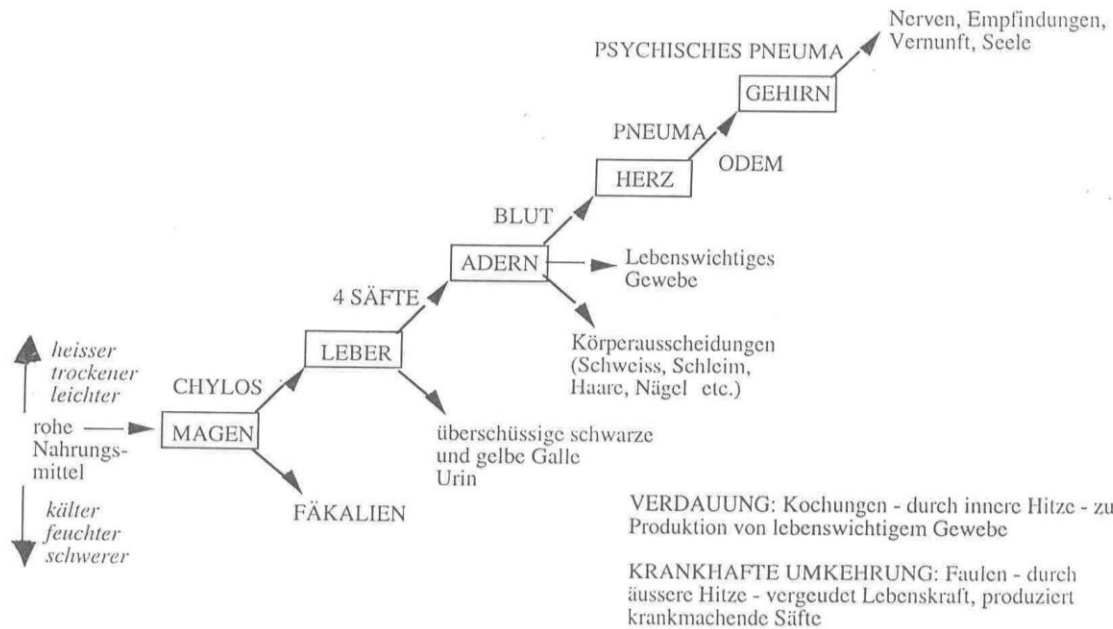 Nerven, Empfindungen,
Vernunft, Seele
PSYCHISCHES PNEUMA
GEHIRN
PNEUMA
ODEM
HERZ
BLUT
ADERN
Lebenswichtiges
Gewebe
4 SÄFTE
Körperausscheidungen
(Schweiss, Schleim,
Haare, Nägel etc.)
LEBER
heisser
trockener
leichter
CHYLOS
rohe
Nahrungs-
mittel
MAGEN
überschüssige schwarze
und gelbe Galle
Urin
FÄKALIEN
kälter
feuchter
schwerer
VERDAUUNG: Kochungen - durch innere Hitze - zu
Produktion von lebenswichtigem Gewebe
KRANKHAFTE UMKEHRUNG: Faulen - durch
äussere Hitze - vergeudet Lebenskraft, produziert
krankmachende Säfte